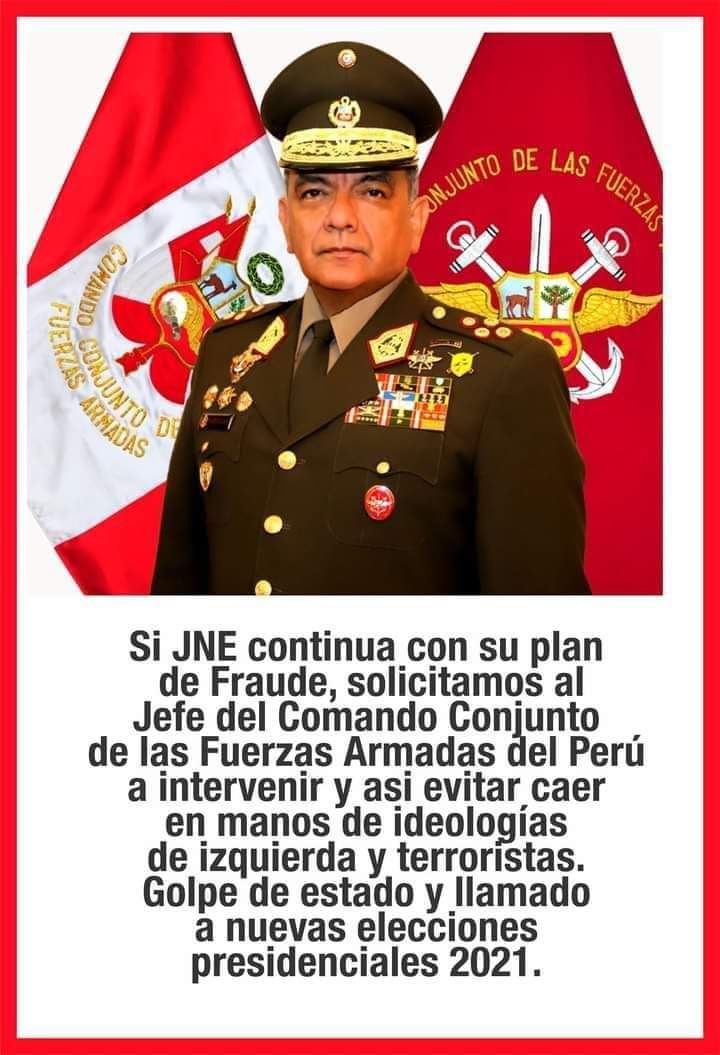 COMANDO CONJUNTO DE
FUERZAS ARMADAS
ONJUNTO DE LAS FUERZAS
Si JNE continua con su plan
de Fraude, solicitamos al
Jefe del Comando Conjunto
de las Fuerzas Armadas del Perú
a intervenir y asi evitar caer
en manos de ideologías
de izquierda y terroristas.
Golpe de estado y llamado
a nuevas elecciones
presidenciales 2021.